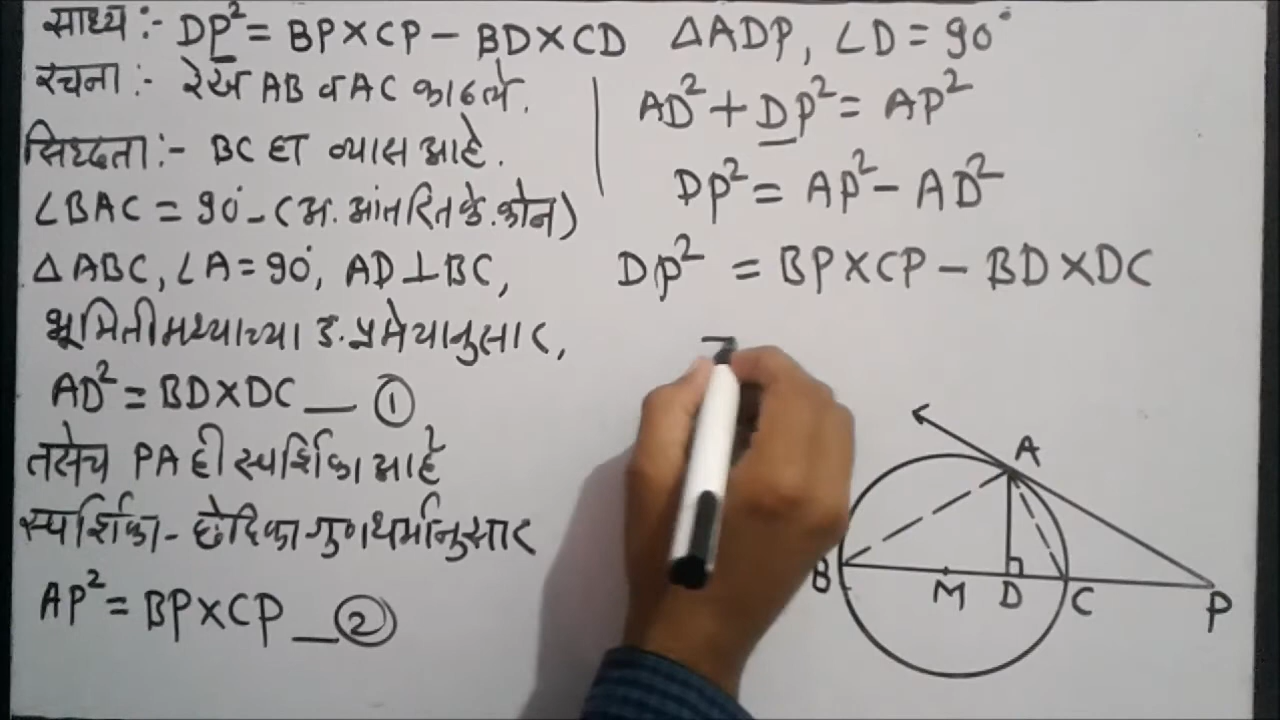 साध्य:- DP² = BP×CP - BD×CD
रचना:- रेख AB व AC काढले.
सिध्दता:- BC हा व्यास आहे.
∠BAC = 90° - (अ. आंतरित के. कोन)
△ABC, ∠A = 90°, AD⊥BC,
भूमितीमध्याच्या ड. प्रमेयानुसार,
AD² = BD×DC — ①
तसेच PA ही स्पर्शिका आहे
स्पर्शिका - छेदिका गुणधर्मानुसार
AP² = BP×CP — ②
△ADP, ∠D = 90°
AD² + DP² = AP²
DP² = AP² - AD²
DP² = BP×CP - BD×DC
A
B M D C P